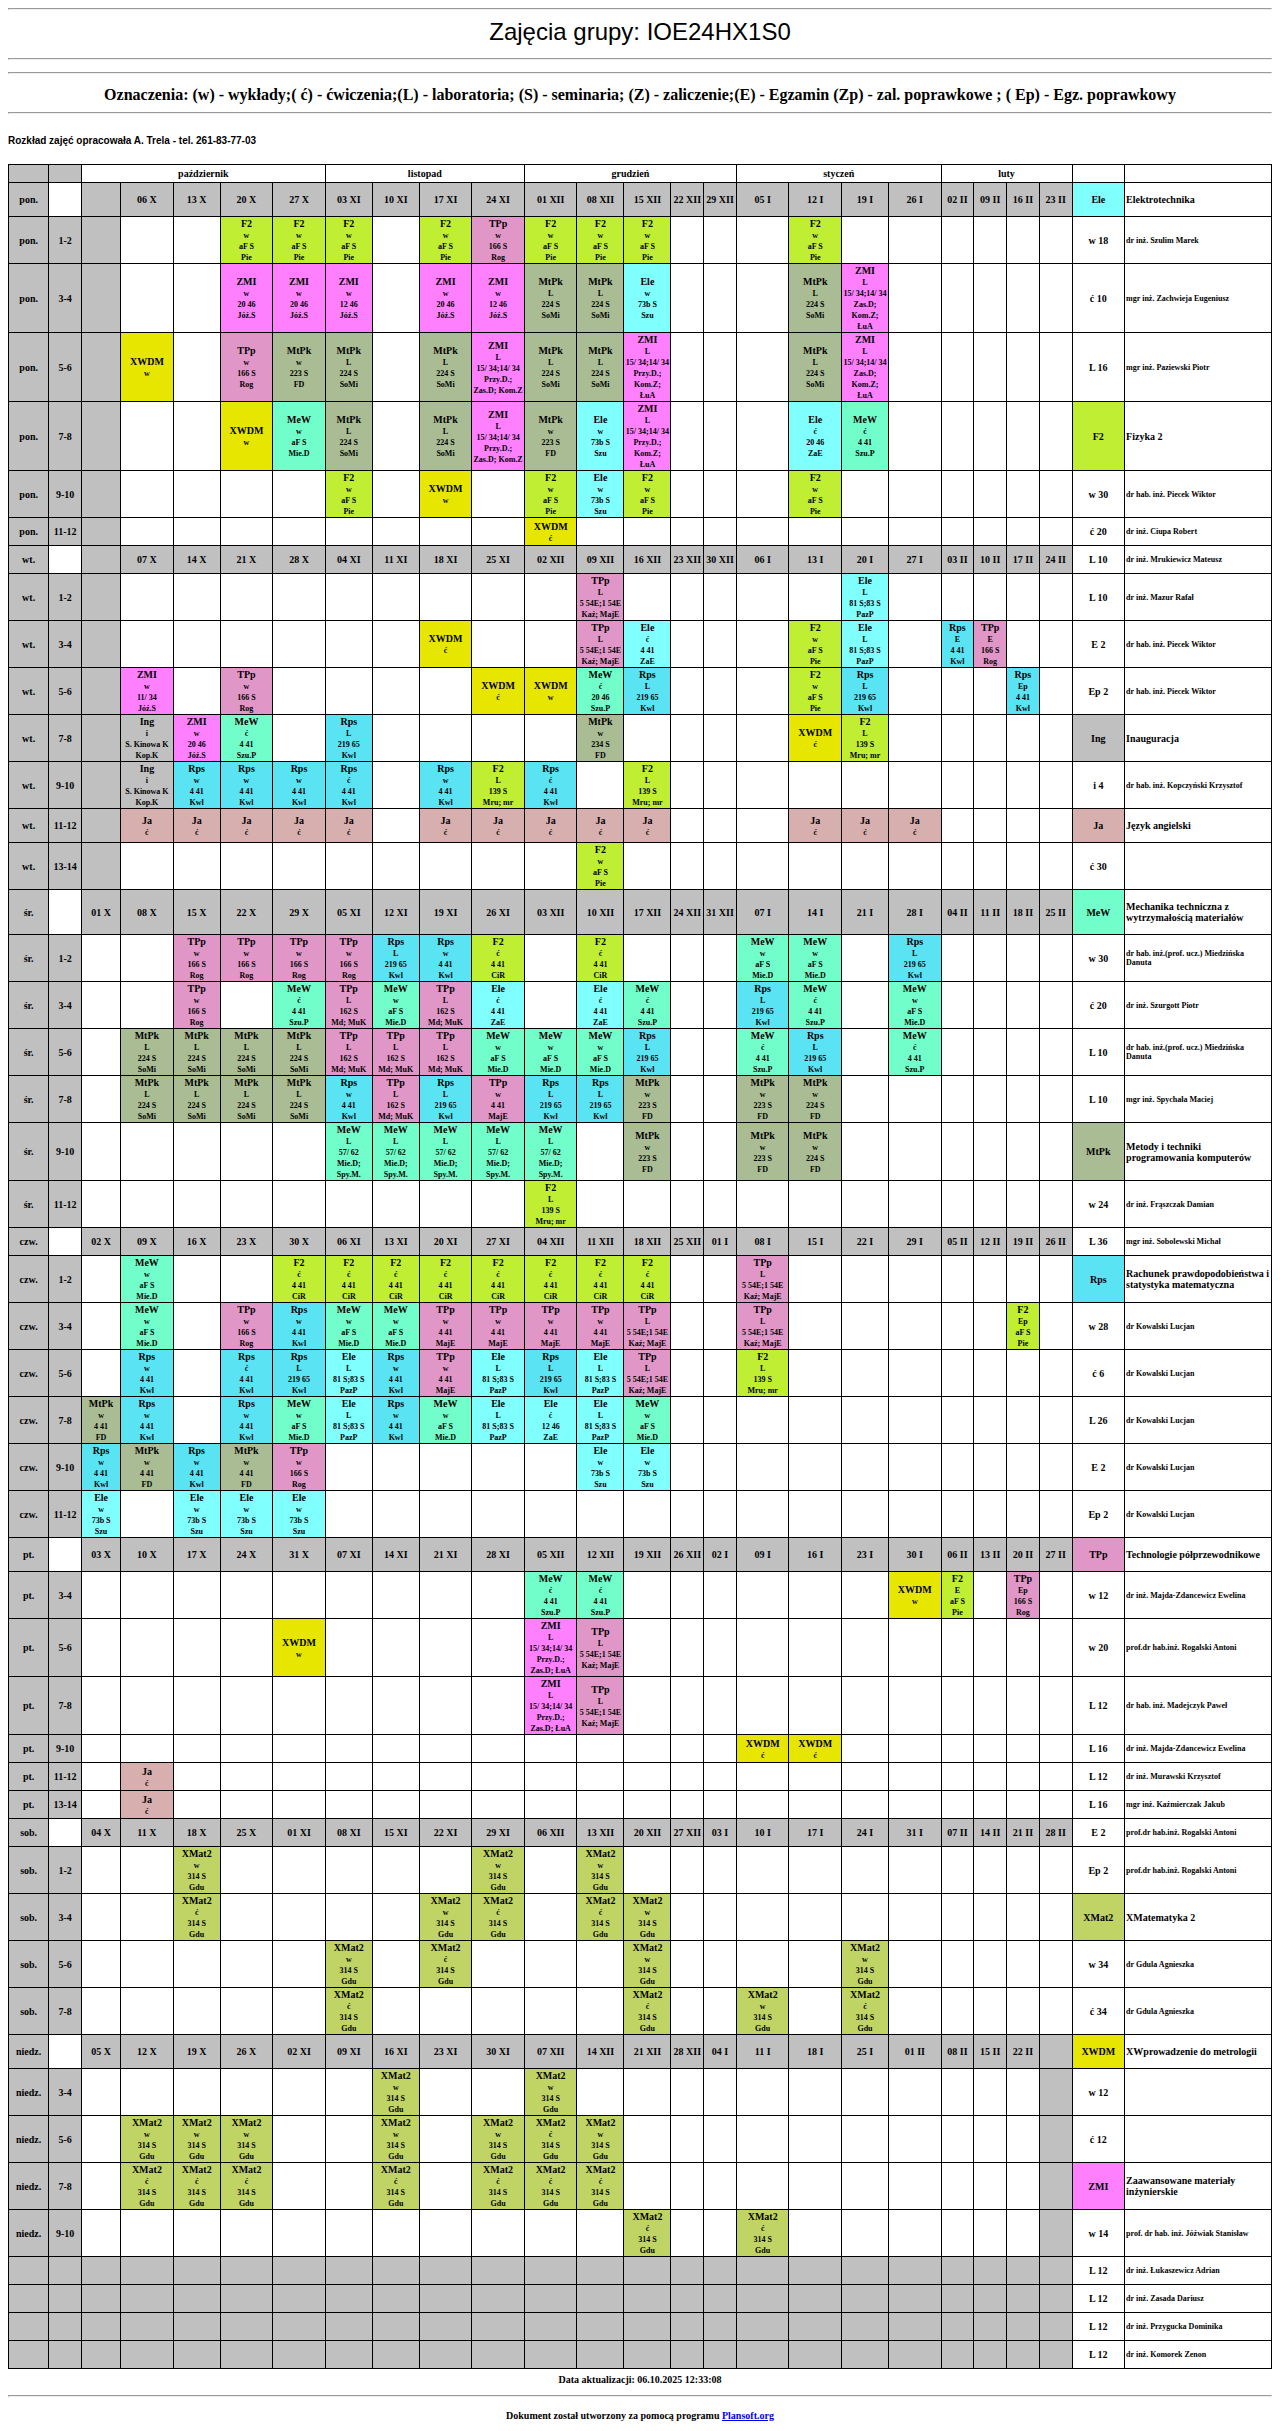 Zajęcia grupy: IOE24HX1S0
Oznaczenia: (w) - wykłady;( ć) - ćwiczenia;(L) - laboratoria; (S) - seminaria; (Z) - zaliczenie;(E) - Egzamin (Zp) - zal. poprawkowe ; ( Ep) - Egz. poprawkowy
Rozkład zajęć opracowała A. Trela - tel. 261-83-77-03
październik listopad grudzień styczeń luty
pon. 06 X 13 X 20 X 27 X 03 XI 10 XI 17 XI 24 XI 01 XII 08 XII 15 XII 22 XII 29 XII 05 I 12 I 19 I 26 I 02 II 09 II 16 II 23 II Ele Elektrotechnika
F2 F2 F2 F2 TPp F2 F2 F2 F2
pon. 1-2 w w w w w w w w w w 18 dr inż. Szulim Marek
aF S aF S aF S aF S 166 S aF S aF S aF S aF S
Pie Pie Pie Pie Rog Pie Pie Pie Pie
ZMI ZMI ZMI ZMI ZMI MtPk MtPk Ele MtPk ZMI
pon. 3-4 w w w w w L L w L L ć 10 mgr inż. Zachwieja Eugeniusz
20 46 20 46 12 46 20 46 12 46 224 S 224 S 73b S 224 S 15/ 34;14/ 34
Jóź.S Jóź.S Jóź.S Jóź.S Jóź.S SoMi SoMi Szu SoMi Zas.D; Kom.Z; ŁuA
XWDM TPp MtPk MtPk MtPk ZMI MtPk MtPk ZMI MtPk ZMI
pon. 5-6 w w w L L L L L L L L L 16 mgr inż. Paziewski Piotr
166 S 223 S 224 S 224 S 15/ 34;14/ 34 224 S 224 S 15/ 34;14/ 34 224 S 15/ 34;14/ 34
Rog FD SoMi SoMi Przy.D.; Zas.D; Kom.Z SoMi SoMi Przy.D.; Kom.Z; ŁuA SoMi Zas.D; Kom.Z; ŁuA
XWDM MeW MtPk MtPk ZMI MtPk Ele ZMI Ele MeW F2 Fizyka 2
pon. 7-8 w w L L L w w L ć ć
aF S 224 S 224 S 15/ 34;14/ 34 223 S 73b S 15/ 34;14/ 34 20 46 4 41
Mie.D SoMi SoMi Przy.D.; Zas.D; Kom.Z FD Szu Przy.D.; Kom.Z; ŁuA ZaE Szu.P
F2 XWDM F2 Ele F2 F2
pon. 9-10 w w w w w w w 30 dr hab. inż. Piecek Wiktor
aF S aF S 73b S aF S aF S
Pie Pie Szu Pie Pie
pon. 11-12 XWDM ć ć 20 dr inż. Ciupa Robert
wt. 07 X 14 X 21 X 28 X 04 XI 11 XI 18 XI 25 XI 02 XII 09 XII 16 XII 23 XII 30 XII 06 I 13 I 20 I 27 I 03 II 10 II 17 II 24 II L 10 dr inż. Mrukiewicz Mateusz
TPp Ele
wt. 1-2 L L L 10 dr inż. Mazur Rafał
5 54E;1 54E 81 S;83 S
Kaź; MajE PazP
XWDM TPp Ele F2 Ele Rps TPp
wt. 3-4 ć L ć w L E E E 2 dr hab. inż. Piecek Wiktor
5 54E;1 54E 4 41 aF S 81 S;83 S 4 41 166 S
Kaź; MajE ZaE Pie PazP Kwl Rog
ZMI TPp XWDM XWDM MeW Rps F2 Rps Rps
wt. 5-6 w w ć w ć L w L Ep Ep 2 dr hab. inż. Piecek Wiktor
11/ 34 166 S 20 46 219 65 aF S 219 65 4 41
Jóź.S Rog Szu.P Kwl Pie Kwl Kwl
Ing ZMI MeW Rps MtPk XWDM F2 Ing Inauguracja
wt. 7-8 i w ć L w ć L
S. Kinowa K 20 46 4 41 219 65 234 S 139 S
Kop.K Jóź.S Szu.P Kwl FD Mru; mr
Ing Rps Rps Rps Rps Rps F2 Rps F2
wt. 9-10 i w w w ć w L ć L i 4 dr hab. inż. Kopczyński Krzysztof
S. Kinowa K 4 41 4 41 4 41 4 41 4 41 139 S 4 41 139 S
Kop.K Kwl Kwl Kwl Kwl Kwl Mru; mr Kwl Mru; mr
wt. 11-12 Ja Ja Ja Ja Ja Ja Ja Ja Ja Ja Ja Ja Ja Ja Język angielski
ć ć ć ć ć ć ć ć ć ć ć ć ć
F2
wt. 13-14 w ć 30
aF S
Pie
śr. 01 X 08 X 15 X 22 X 29 X 05 XI 12 XI 19 XI 26 XI 03 XII 10 XII 17 XII 24 XII 31 XII 07 I 14 I 21 I 28 I 04 II 11 II 18 II 25 II MeW Mechanika techniczna z wytrzymałością materiałów
TPp TPp TPp TPp Rps Rps F2 F2 MeW MeW Rps
śr. 1-2 w w w w L w ć ć w w L w 30 dr hab. inż.(prof. ucz.) Miedzińska Danuta
166 S 166 S 166 S 166 S 219 65 4 41 4 41 4 41 aF S aF S 219 65
Rog Rog Rog Rog Kwl Kwl CiR CiR Mie.D Mie.D Kwl
TPp MeW TPp MeW TPp Ele Ele MeW Rps MeW MeW
śr. 3-4 w ć L w L ć ć ć L ć w ć 20 dr inż. Szurgott Piotr
166 S 4 41 162 S aF S 162 S 4 41 4 41 4 41 219 65 4 41 aF S
Rog Szu.P Md; MuK Mie.D Md; MuK ZaE ZaE Szu.P Kwl Szu.P Mie.D
MtPk MtPk MtPk MtPk TPp TPp TPp MeW MeW MeW Rps MeW Rps MeW
śr. 5-6 L L L L L L L w w w L ć L ć L 10 dr hab. inż.(prof. ucz.) Miedzińska Danuta
224 S 224 S 224 S 224 S 162 S 162 S 162 S aF S aF S aF S 219 65 4 41 219 65 4 41
SoMi SoMi SoMi SoMi Md; MuK Md; MuK Md; MuK Mie.D Mie.D Mie.D Kwl Szu.P Kwl Szu.P
MtPk MtPk MtPk MtPk Rps TPp Rps TPp Rps Rps MtPk MtPk MtPk
śr. 7-8 L L L L w L L w L L w w w L 10 mgr inż. Spychała Maciej
224 S 224 S 224 S 224 S 4 41 162 S 219 65 4 41 219 65 219 65 223 S 223 S 224 S
SoMi SoMi SoMi SoMi Kwl Md; MuK Kwl MajE Kwl Kwl FD FD FD
MeW MeW MeW MeW MeW MtPk MtPk MtPk MtPk Metody i techniki programowania komputerów
śr. 9-10 L L L L L w w w
57/ 62 57/ 62 57/ 62 57/ 62 57/ 62 223 S 223 S 224 S
Mie.D; Spy.M. Mie.D; Spy.M. Mie.D; Spy.M. Mie.D; Spy.M. Mie.D; Spy.M. FD FD FD
F2
śr. 11-12 L w 24 dr inż. Frąszczak Damian
139 S
Mru; mr
czw. 02 X 09 X 16 X 23 X 30 X 06 XI 13 XI 20 XI 27 XI 04 XII 11 XII 18 XII 25 XII 01 I 08 I 15 I 22 I 29 I 05 II 12 II 19 II 26 II L 36 mgr inż. Sobolewski Michał
MeW F2 F2 F2 F2 F2 F2 F2 F2 TPp Rps Rachunek prawdopodobieństwa i statystyka matematyczna
czw. 1-2 w ć ć ć ć ć ć ć ć L
aF S 4 41 4 41 4 41 4 41 4 41 4 41 4 41 4 41 5 54E;1 54E
Mie.D CiR CiR CiR CiR CiR CiR CiR CiR Kaź; MajE
MeW TPp Rps MeW MeW TPp TPp TPp TPp TPp TPp F2
czw. 3-4 w w w w w w w w w L L Ep w 28 dr Kowalski Lucjan
aF S 166 S 4 41 aF S aF S 4 41 4 41 4 41 4 41 5 54E;1 54E 5 54E;1 54E aF S
Mie.D Rog Kwl Mie.D Mie.D MajE MajE MajE MajE Kaź; MajE Kaź; MajE Pie
Rps Rps Rps Ele Rps TPp Ele Rps Ele TPp F2
czw. 5-6 w ć L L w w L L L L L ć 6 dr Kowalski Lucjan
4 41 4 41 219 65 81 S;83 S 4 41 4 41 81 S;83 S 219 65 81 S;83 S 5 54E;1 54E 139 S
Kwl Kwl Kwl PazP Kwl MajE PazP Kwl PazP Kaź; MajE Mru; mr
MtPk Rps Rps MeW Ele Rps MeW Ele Ele Ele MeW
czw. 7-8 w w w w L w w L ć L w L 26 dr Kowalski Lucjan
4 41 4 41 4 41 aF S 81 S;83 S 4 41 aF S 81 S;83 S 12 46 81 S;83 S aF S
FD Kwl Kwl Mie.D PazP Kwl Mie.D PazP ZaE PazP Mie.D
Rps MtPk Rps MtPk TPp Ele Ele
czw. 9-10 w w w w w w w E 2 dr Kowalski Lucjan
4 41 4 41 4 41 4 41 166 S 73b S 73b S
Kwl FD Kwl FD Rog Szu Szu
Ele Ele Ele Ele
czw. 11-12 w w w w Ep 2 dr Kowalski Lucjan
73b S 73b S 73b S 73b S
Szu Szu Szu Szu
pt. 03 X 10 X 17 X 24 X 31 X 07 XI 14 XI 21 XI 28 XI 05 XII 12 XII 19 XII 26 XII 02 I 09 I 16 I 23 I 30 I 06 II 13 II 20 II 27 II TPp Technologie półprzewodnikowe
MeW MeW XWDM F2 TPp
pt. 3-4 ć ć w E Ep w 12 dr inż. Majda-Zdancewicz Ewelina
4 41 4 41 aF S 166 S
Szu.P Szu.P Pie Rog
XWDM ZMI TPp
pt. 5-6 w L L w 20 prof.dr hab.inż. Rogalski Antoni
15/ 34;14/ 34 5 54E;1 54E
Przy.D.; Zas.D; ŁuA Kaź; MajE
ZMI TPp
pt. 7-8 L L L 12 dr hab. inż. Madejczyk Paweł
15/ 34;14/ 34 5 54E;1 54E
Przy.D.; Zas.D; ŁuA Kaź; MajE
pt. 9-10 XWDM ć XWDM ć L 16 dr inż. Majda-Zdancewicz Ewelina
pt. 11-12 Ja ć L 12 dr inż. Murawski Krzysztof
pt. 13-14 Ja ć L 16 mgr inż. Kaźmierczak Jakub
sob. 04 X 11 X 18 X 25 X 01 XI 08 XI 15 XI 22 XI 29 XI 06 XII 13 XII 20 XII 27 XII 03 I 10 I 17 I 24 I 31 I 07 II 14 II 21 II 28 II E 2 prof.dr hab.inż. Rogalski Antoni
XMat2 XMat2 XMat2
sob. 1-2 w w w Ep 2 prof.dr hab.inż. Rogalski Antoni
314 S 314 S 314 S
Gdu Gdu Gdu
XMat2 XMat2 XMat2 XMat2 XMat2 XMat2 XMatematyka 2
sob. 3-4 ć w ć ć w
314 S 314 S 314 S 314 S 314 S
Gdu Gdu Gdu Gdu Gdu
XMat2 XMat2 XMat2 XMat2
sob. 5-6 w ć w w w 34 dr Gdula Agnieszka
314 S 314 S 314 S 314 S
Gdu Gdu Gdu Gdu
XMat2 XMat2 XMat2 XMat2
sob. 7-8 ć ć w ć ć 34 dr Gdula Agnieszka
314 S 314 S 314 S 314 S
Gdu Gdu Gdu Gdu
niedz. 05 X 12 X 19 X 26 X 02 XI 09 XI 16 XI 23 XI 30 XI 07 XII 14 XII 21 XII 28 XII 04 I 11 I 18 I 25 I 01 II 08 II 15 II 22 II XWDM XWprowadzenie do metrologii
XMat2 XMat2
niedz. 3-4 w w w 12
314 S 314 S
Gdu Gdu
XMat2 XMat2 XMat2 XMat2 XMat2 XMat2 XMat2
niedz. 5-6 w w w w w ć w ć 12
314 S 314 S 314 S 314 S 314 S 314 S 314 S
Gdu Gdu Gdu Gdu Gdu Gdu Gdu
XMat2 XMat2 XMat2 XMat2 XMat2 XMat2 XMat2 ZMI Zaawansowane materiały inżynierskie
niedz. 7-8 ć ć ć ć ć ć ć
314 S 314 S 314 S 314 S 314 S 314 S 314 S
Gdu Gdu Gdu Gdu Gdu Gdu Gdu
XMat2 XMat2
niedz. 9-10 ć ć w 14 prof. dr hab. inż. Jóźwiak Stanisław
314 S 314 S
Gdu Gdu
L 12 dr inż. Łukaszewicz Adrian
L 12 dr inż. Zasada Dariusz
L 12 dr inż. Przygucka Dominika
L 12 dr inż. Komorek Zenon
Data aktualizacji: 06.10.2025 12:33:08
Dokument został utworzony za pomocą programu Plansoft.org